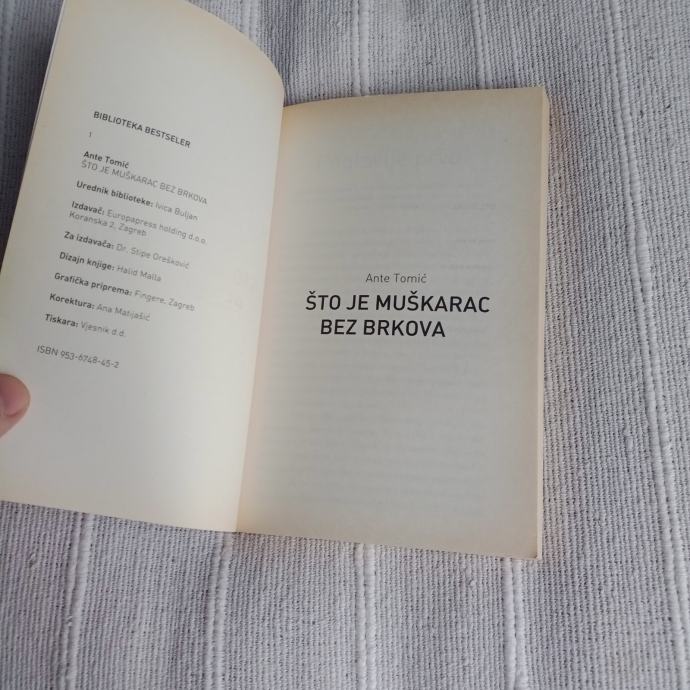 BIBLIOTEKA BESTSELER
1
Ante Tomić
ŠTO JE MUŠKARAC BEZ BRKOVA
Urednik biblioteke: Ivica Buljan
Izdavač: Europapress holding d.o.o.
Koranska 2, Zagreb
Za izdavača: Dr. Stipe Orešković
Dizajn knjige: Halid Malla
Grafička priprema: Fingere, Zagreb
Korektura: Ana Matijašić
Tiskara: Vjesnik d.d.
ISBN 953-6748-45-2
Ante Tomić
ŠTO JE MUŠKARAC
BEZ BRKOVA